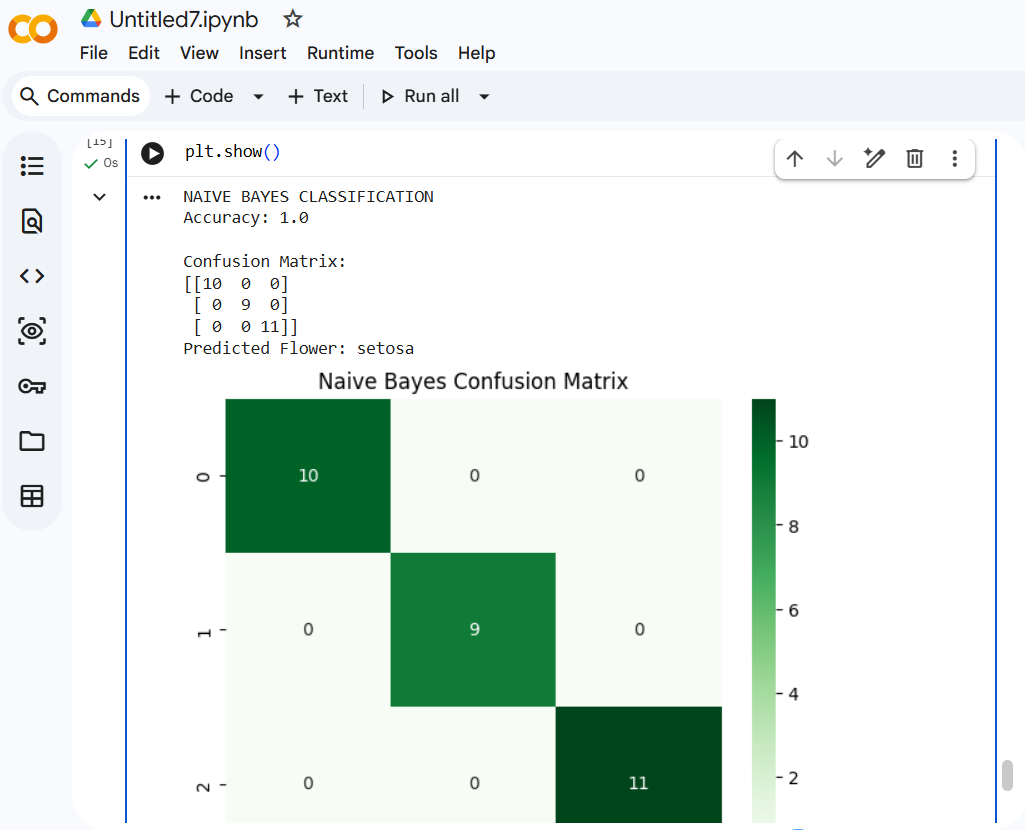 Untitled7.ipynb
File Edit View Insert Runtime Tools Help
Commands + Code + Text Run all
[15]
0s
plt.show()
NAIVE BAYES CLASSIFICATION
Accuracy: 1.0
Confusion Matrix:
[[10  0  0]
 [ 0  9  0]
 [ 0  0 11]]
Predicted Flower: setosa
Naive Bayes Confusion Matrix
0 10 0 0
1 0 9 0
2 0 0 11
10
8
6
4
2